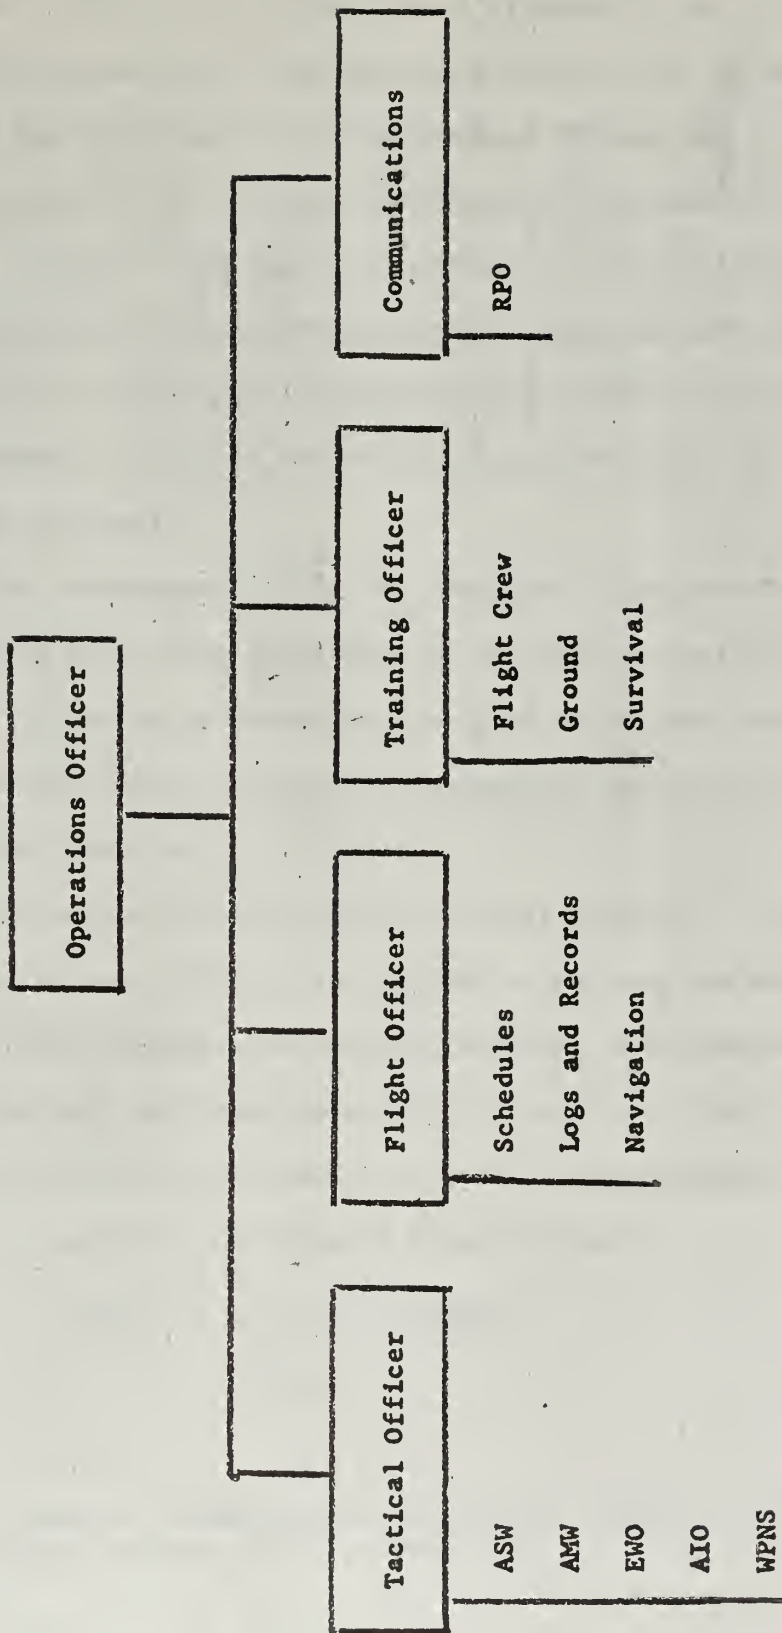 Operations Officer
Tactical Officer
ASW
AMW
EWO
AIO
WPNS
Flight Officer
Schedules
Logs and Records
Navigation
Training Officer
Flight Crew
Ground
Survival
Communications
RPO